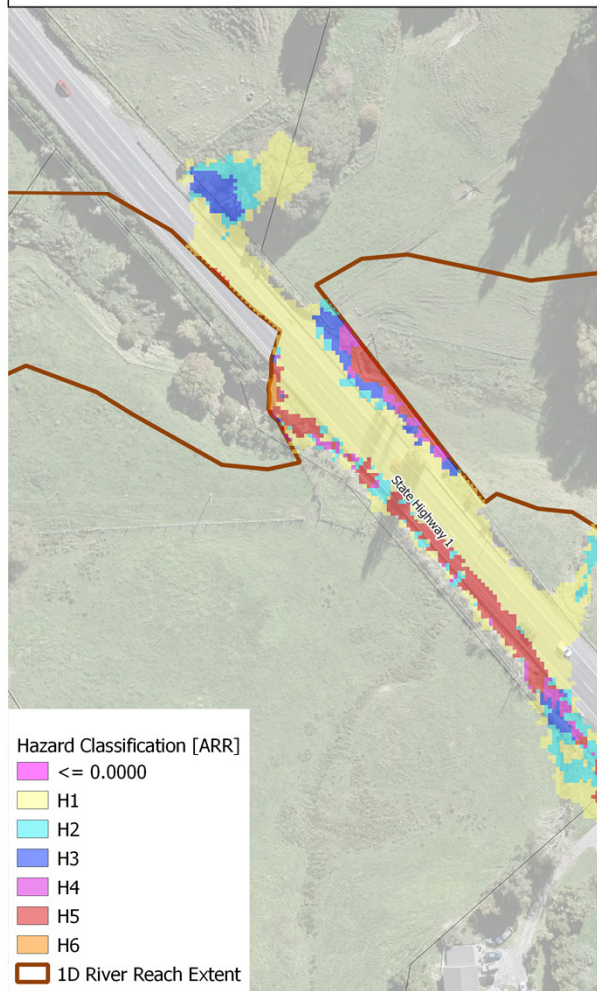 State Highway 1
Hazard Classification [ARR]
<= 0.0000
H1
H2
H3
H4
H5
H6
1D River Reach Extent